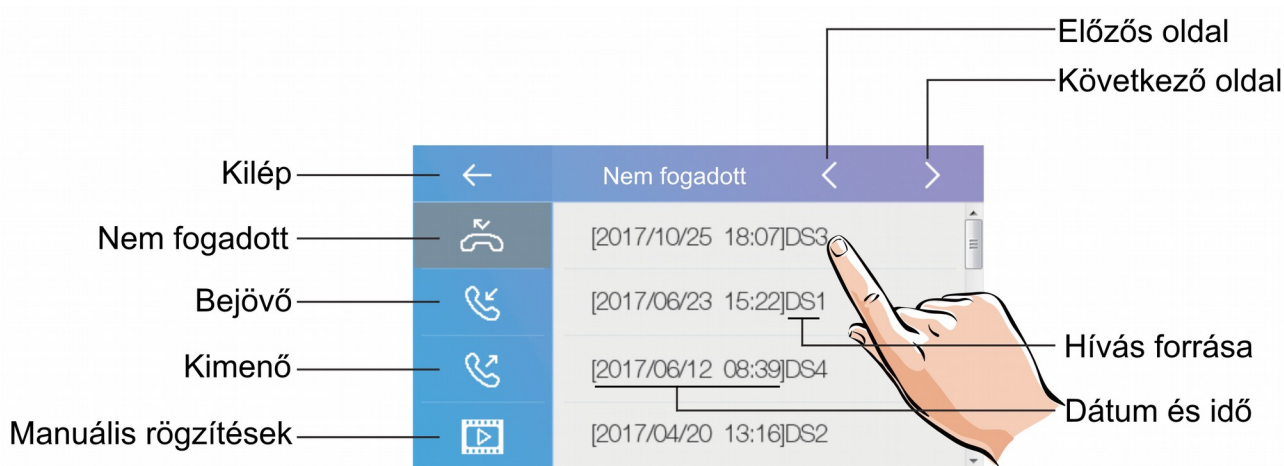 Előzős oldal
Következő oldal
Kilép
Nem fogadott
Nem fogadott
[2017/10/25 18:07]DS3
Bejövő
[2017/06/23 15:22]DS1
Hívás forrása
Kimenő
[2017/06/12 08:39]DS4
Dátum és idő
Manuális rögzítések
[2017/04/20 13:16]DS2